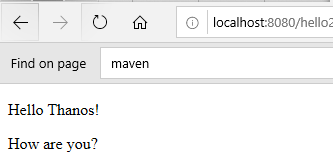 localhost:8080/hello2
Find on page
maven
Hello Thanos!
How are you?